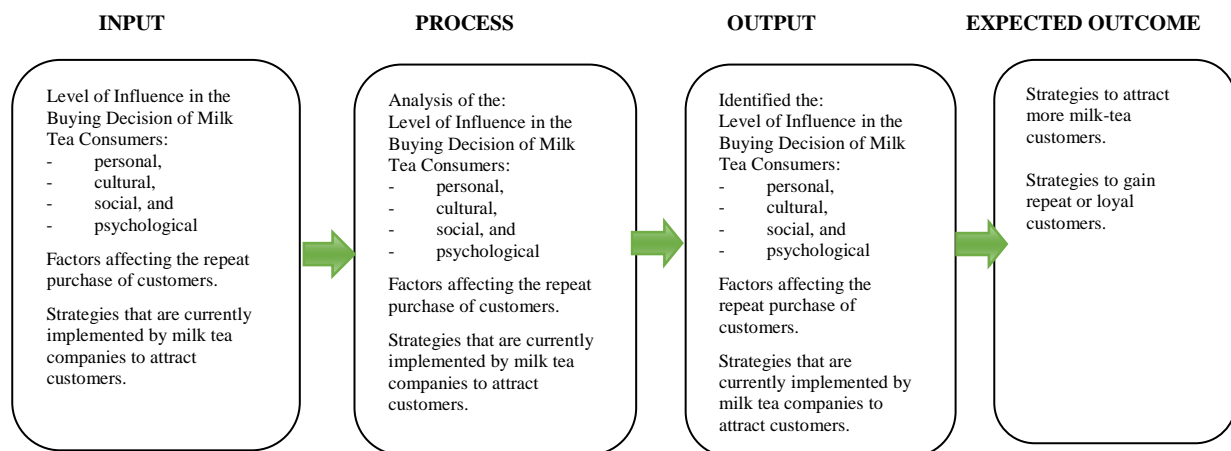 INPUT
PROCESS
OUTPUT
EXPECTED OUTCOME
Level of Influence in the
Buying Decision of Milk
Tea Consumers:
- personal,
- cultural,
- social, and
- psychological
Factors affecting the repeat
purchase of customers.
Strategies that are currently
implemented by milk tea
companies to attract
customers.
Analysis of the:
Level of Influence in the
Buying Decision of Milk
Tea Consumers:
- personal,
- cultural,
- social, and
- psychological
Factors affecting the repeat
purchase of customers.
Strategies that are currently
implemented by milk tea
companies to attract
customers.
Identified the:
Level of Influence in the
Buying Decision of Milk
Tea Consumers:
- personal,
- cultural,
- social, and
- psychological
Factors affecting the
repeat purchase of
customers.
Strategies that are
currently implemented by
milk tea companies to
attract customers.
Strategies to attract
more milk-tea
customers.
Strategies to gain
repeat or loyal
customers.